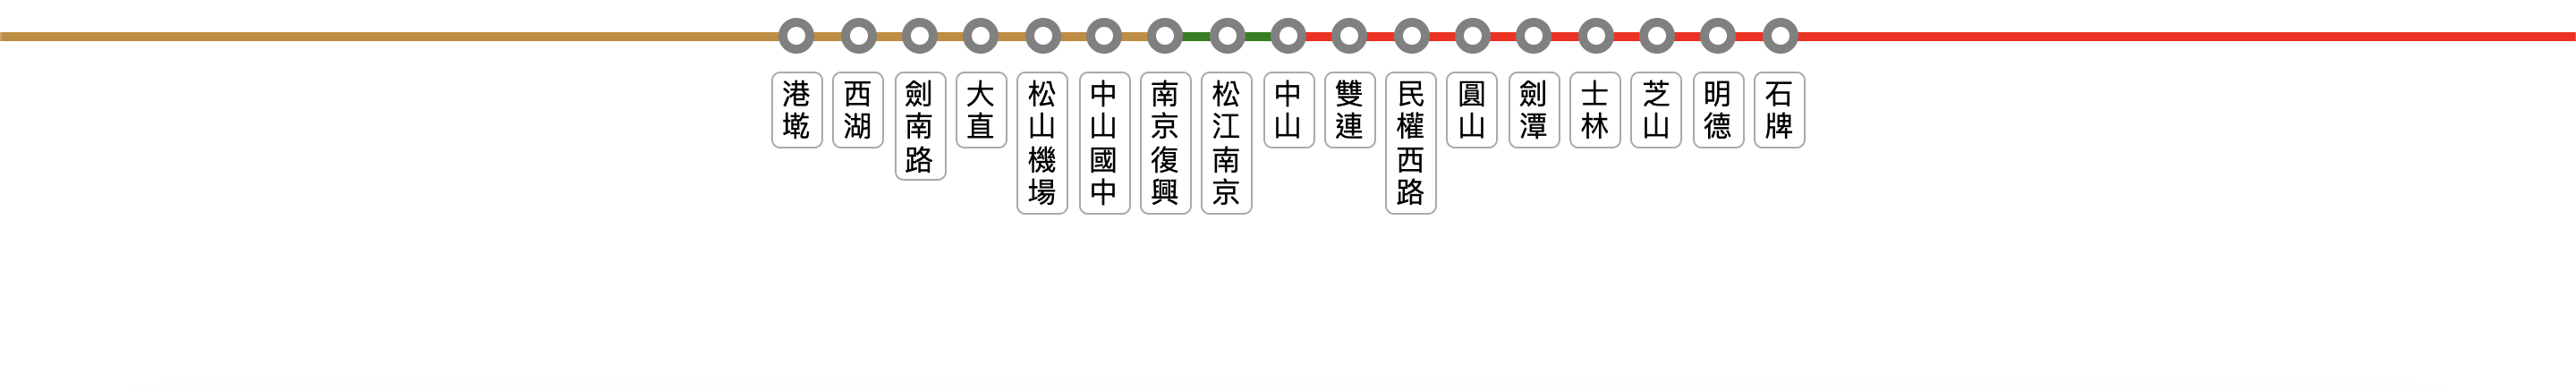 港墘
西湖
劍南路
大直
松山機場
中山國中
南京復興
松江南京
中山
雙連
民權西路
圓山
劍潭
士林
芝山
明德
石牌